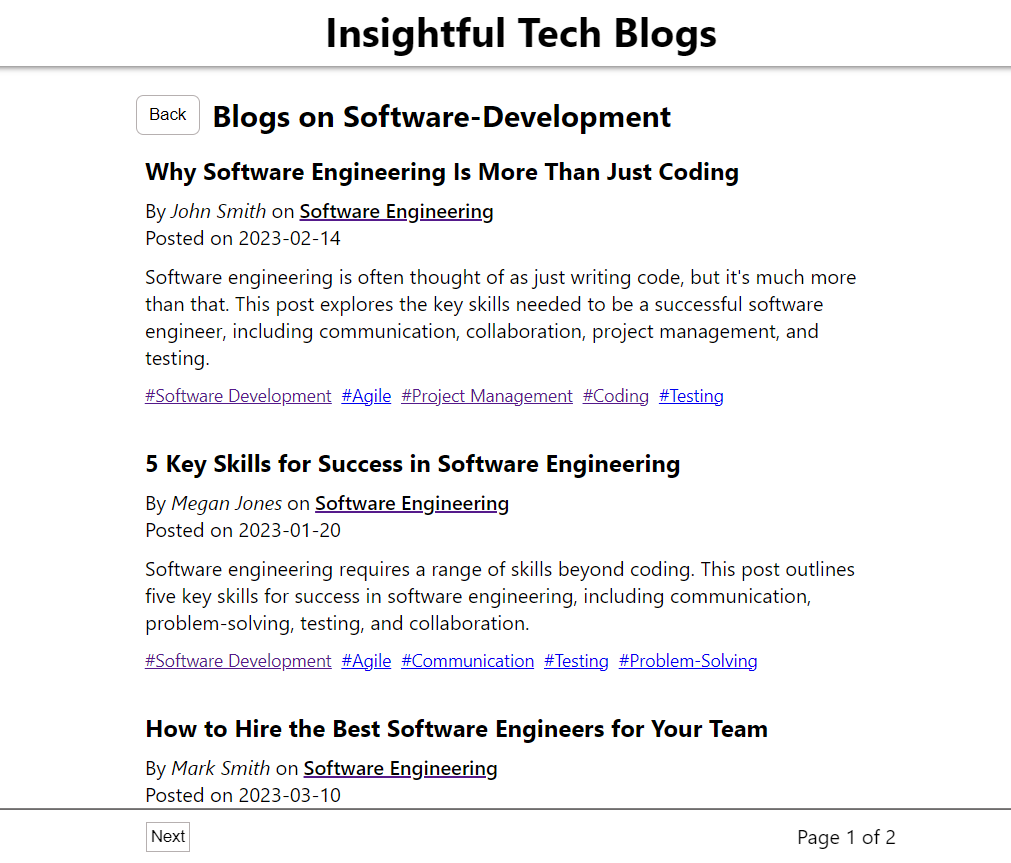 Insightful Tech Blogs
Back
Blogs on Software-Development
Why Software Engineering Is More Than Just Coding
By John Smith on Software Engineering
Posted on 2023-02-14
Software engineering is often thought of as just writing code, but it's much more
than that. This post explores the key skills needed to be a successful software
engineer, including communication, collaboration, project management, and
testing.
#Software Development #Agile #Project Management #Coding #Testing
5 Key Skills for Success in Software Engineering
By Megan Jones on Software Engineering
Posted on 2023-01-20
Software engineering requires a range of skills beyond coding. This post outlines
five key skills for success in software engineering, including communication,
problem-solving, testing, and collaboration.
#Software Development #Agile #Communication #Testing #Problem-Solving
How to Hire the Best Software Engineers for Your Team
By Mark Smith on Software Engineering
Posted on 2023-03-10
Next
Page 1 of 2